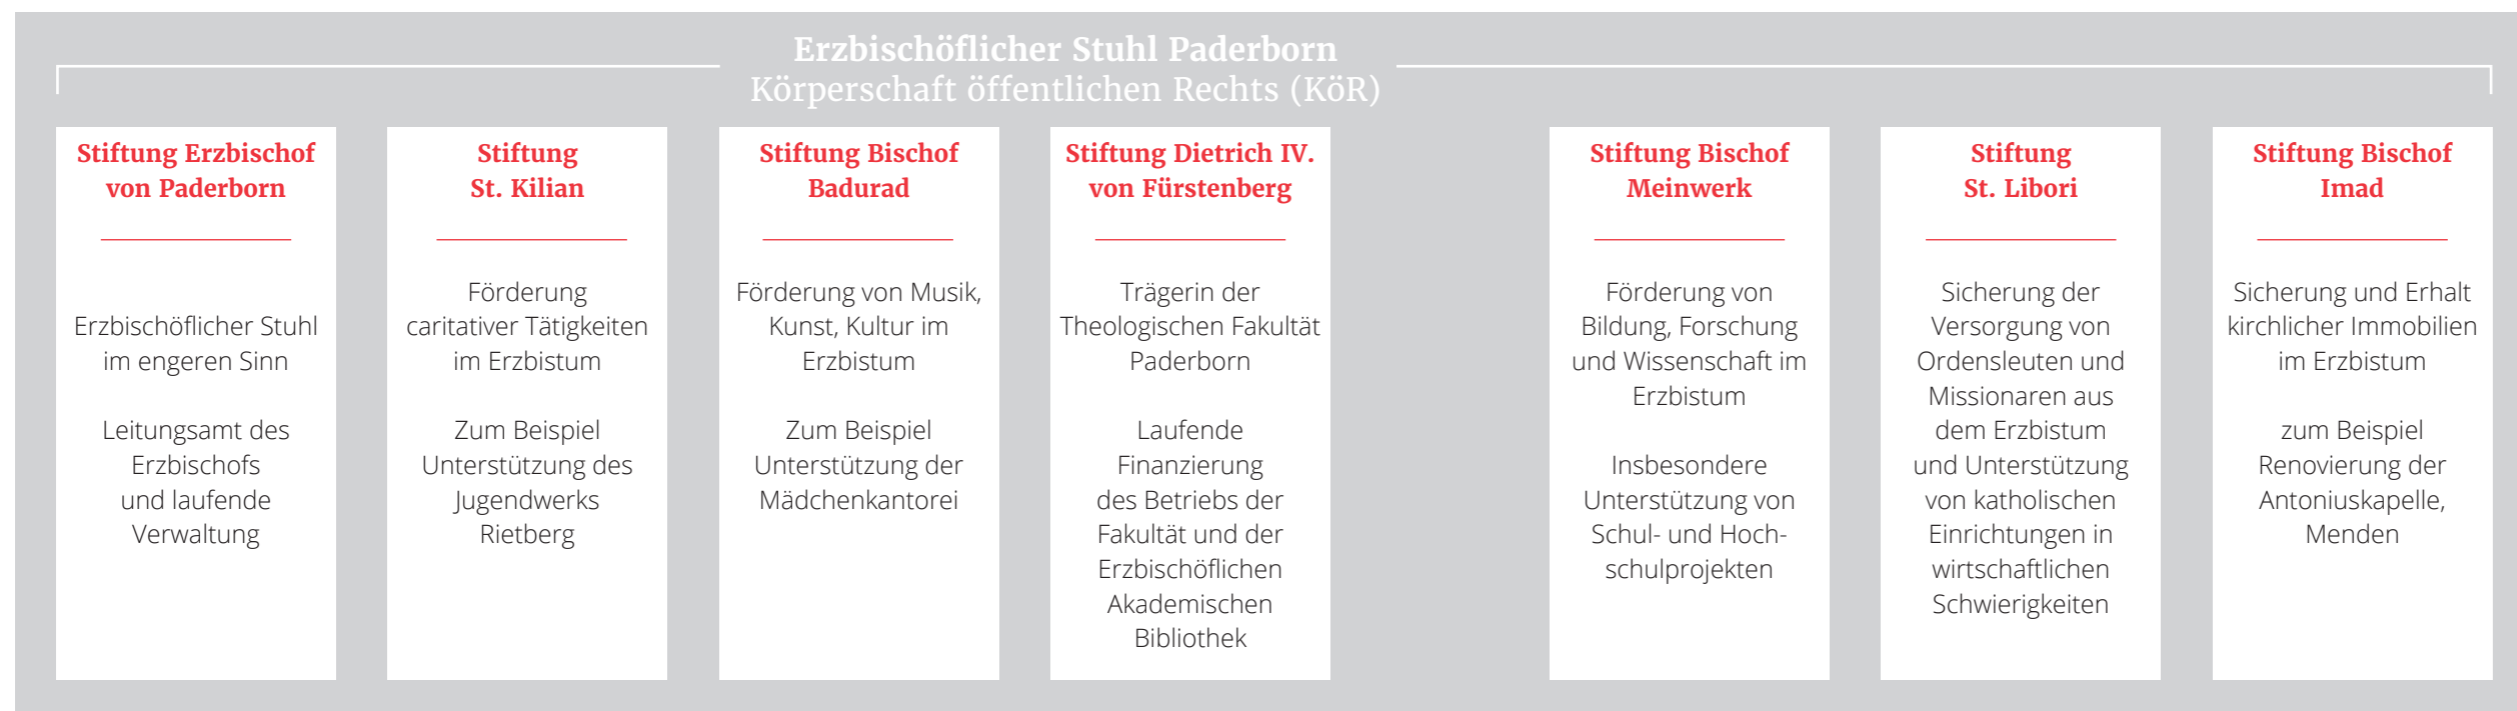 Erzbischöflicher Stuhl Paderborn
Körperschaft öffentlichen Rechts (KöR)
Stiftung Erzbischof
von Paderborn
Erzbischöflicher Stuhl
im engeren Sinn
Leitungsamt des
Erzbischofs
und laufende
Verwaltung
Stiftung
St. Kilian
Förderung
caritativer Tätigkeiten
im Erzbistum
Zum Beispiel
Unterstützung des
Jugendwerks
Rietberg
Stiftung Bischof
Badurad
Förderung von Musik,
Kunst, Kultur im
Erzbistum
Zum Beispiel
Unterstützung der
Mädchenkantorei
Stiftung Dietrich IV.
von Fürstenberg
Trägerin der
Theologischen Fakultät
Paderborn
Laufende
Finanzierung
des Betriebs der
Fakultät und der
Erzbischöflichen
Akademischen
Bibliothek
Stiftung Bischof
Meinwerk
Förderung von
Bildung, Forschung
und Wissenschaft im
Erzbistum
Insbesondere
Unterstützung von
Schul- und Hoch-
schulprojekten
Stiftung
St. Libori
Sicherung der
Versorgung von
Ordensleuten und
Missionaren aus
dem Erzbistum
und Unterstützung
von katholischen
Einrichtungen in
wirtschaftlichen
Schwierigkeiten
Stiftung Bischof
Imad
Sicherung und Erhalt
kirchlicher Immobilien
im Erzbistum
zum Beispiel
Renovierung der
Antoniuskapelle,
Menden